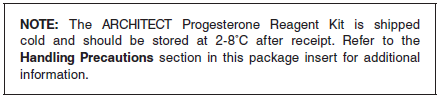 NOTE: The ARCHITECT Progesterone Reagent Kit is shipped
cold and should be stored at 2-8˚C after receipt. Refer to the
Handling Precautions section in this package insert for additional
information.